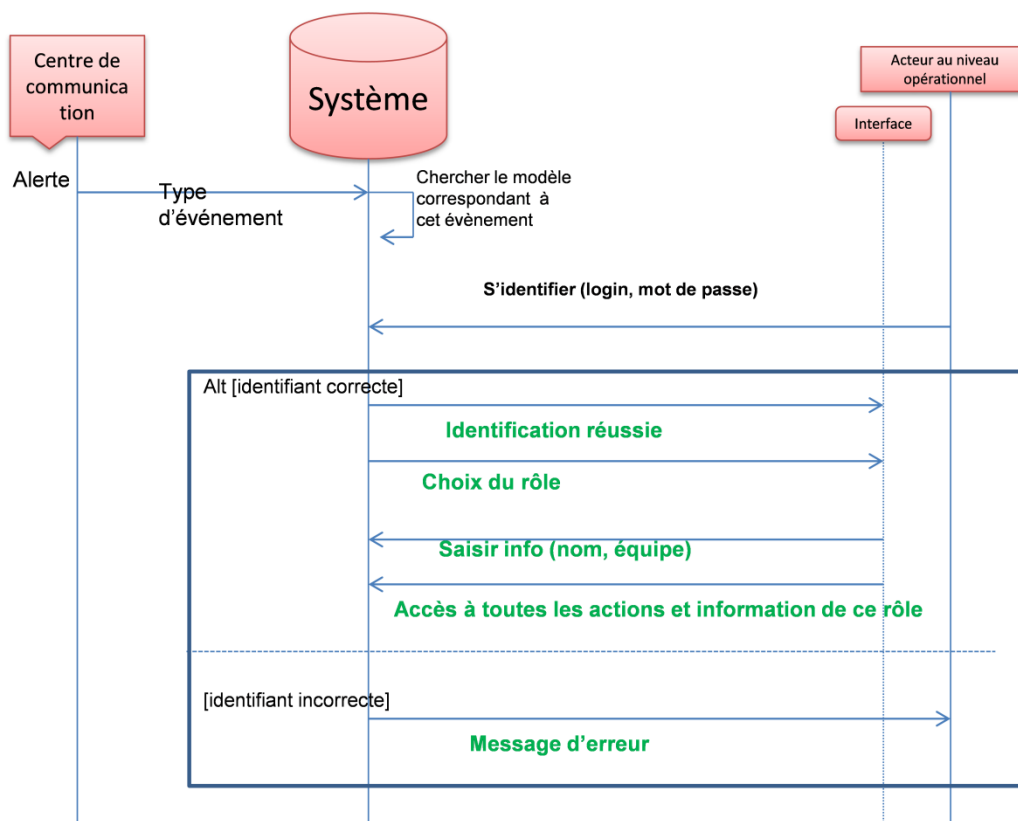 Centre de
communica
tion
Système
Acteur au niveau
opérationnel
Interface
Alerte
Type
d’événement
Chercher le modèle
correspondant à
cet évènement
S’identifier (login, mot de passe)
Alt [identifiant correcte]
Identification réussie
Choix du rôle
Saisir info (nom, équipe)
Accès à toutes les actions et information de ce rôle
[identifiant incorrecte]
Message d’erreur